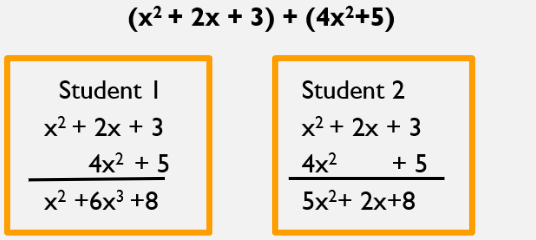 (x² + 2x + 3) + (4x²+5)
Student 1
x² + 2x + 3
4x² + 5
x² +6x³ +8
Student 2
x² + 2x + 3
4x² + 5
5x²+ 2x+8